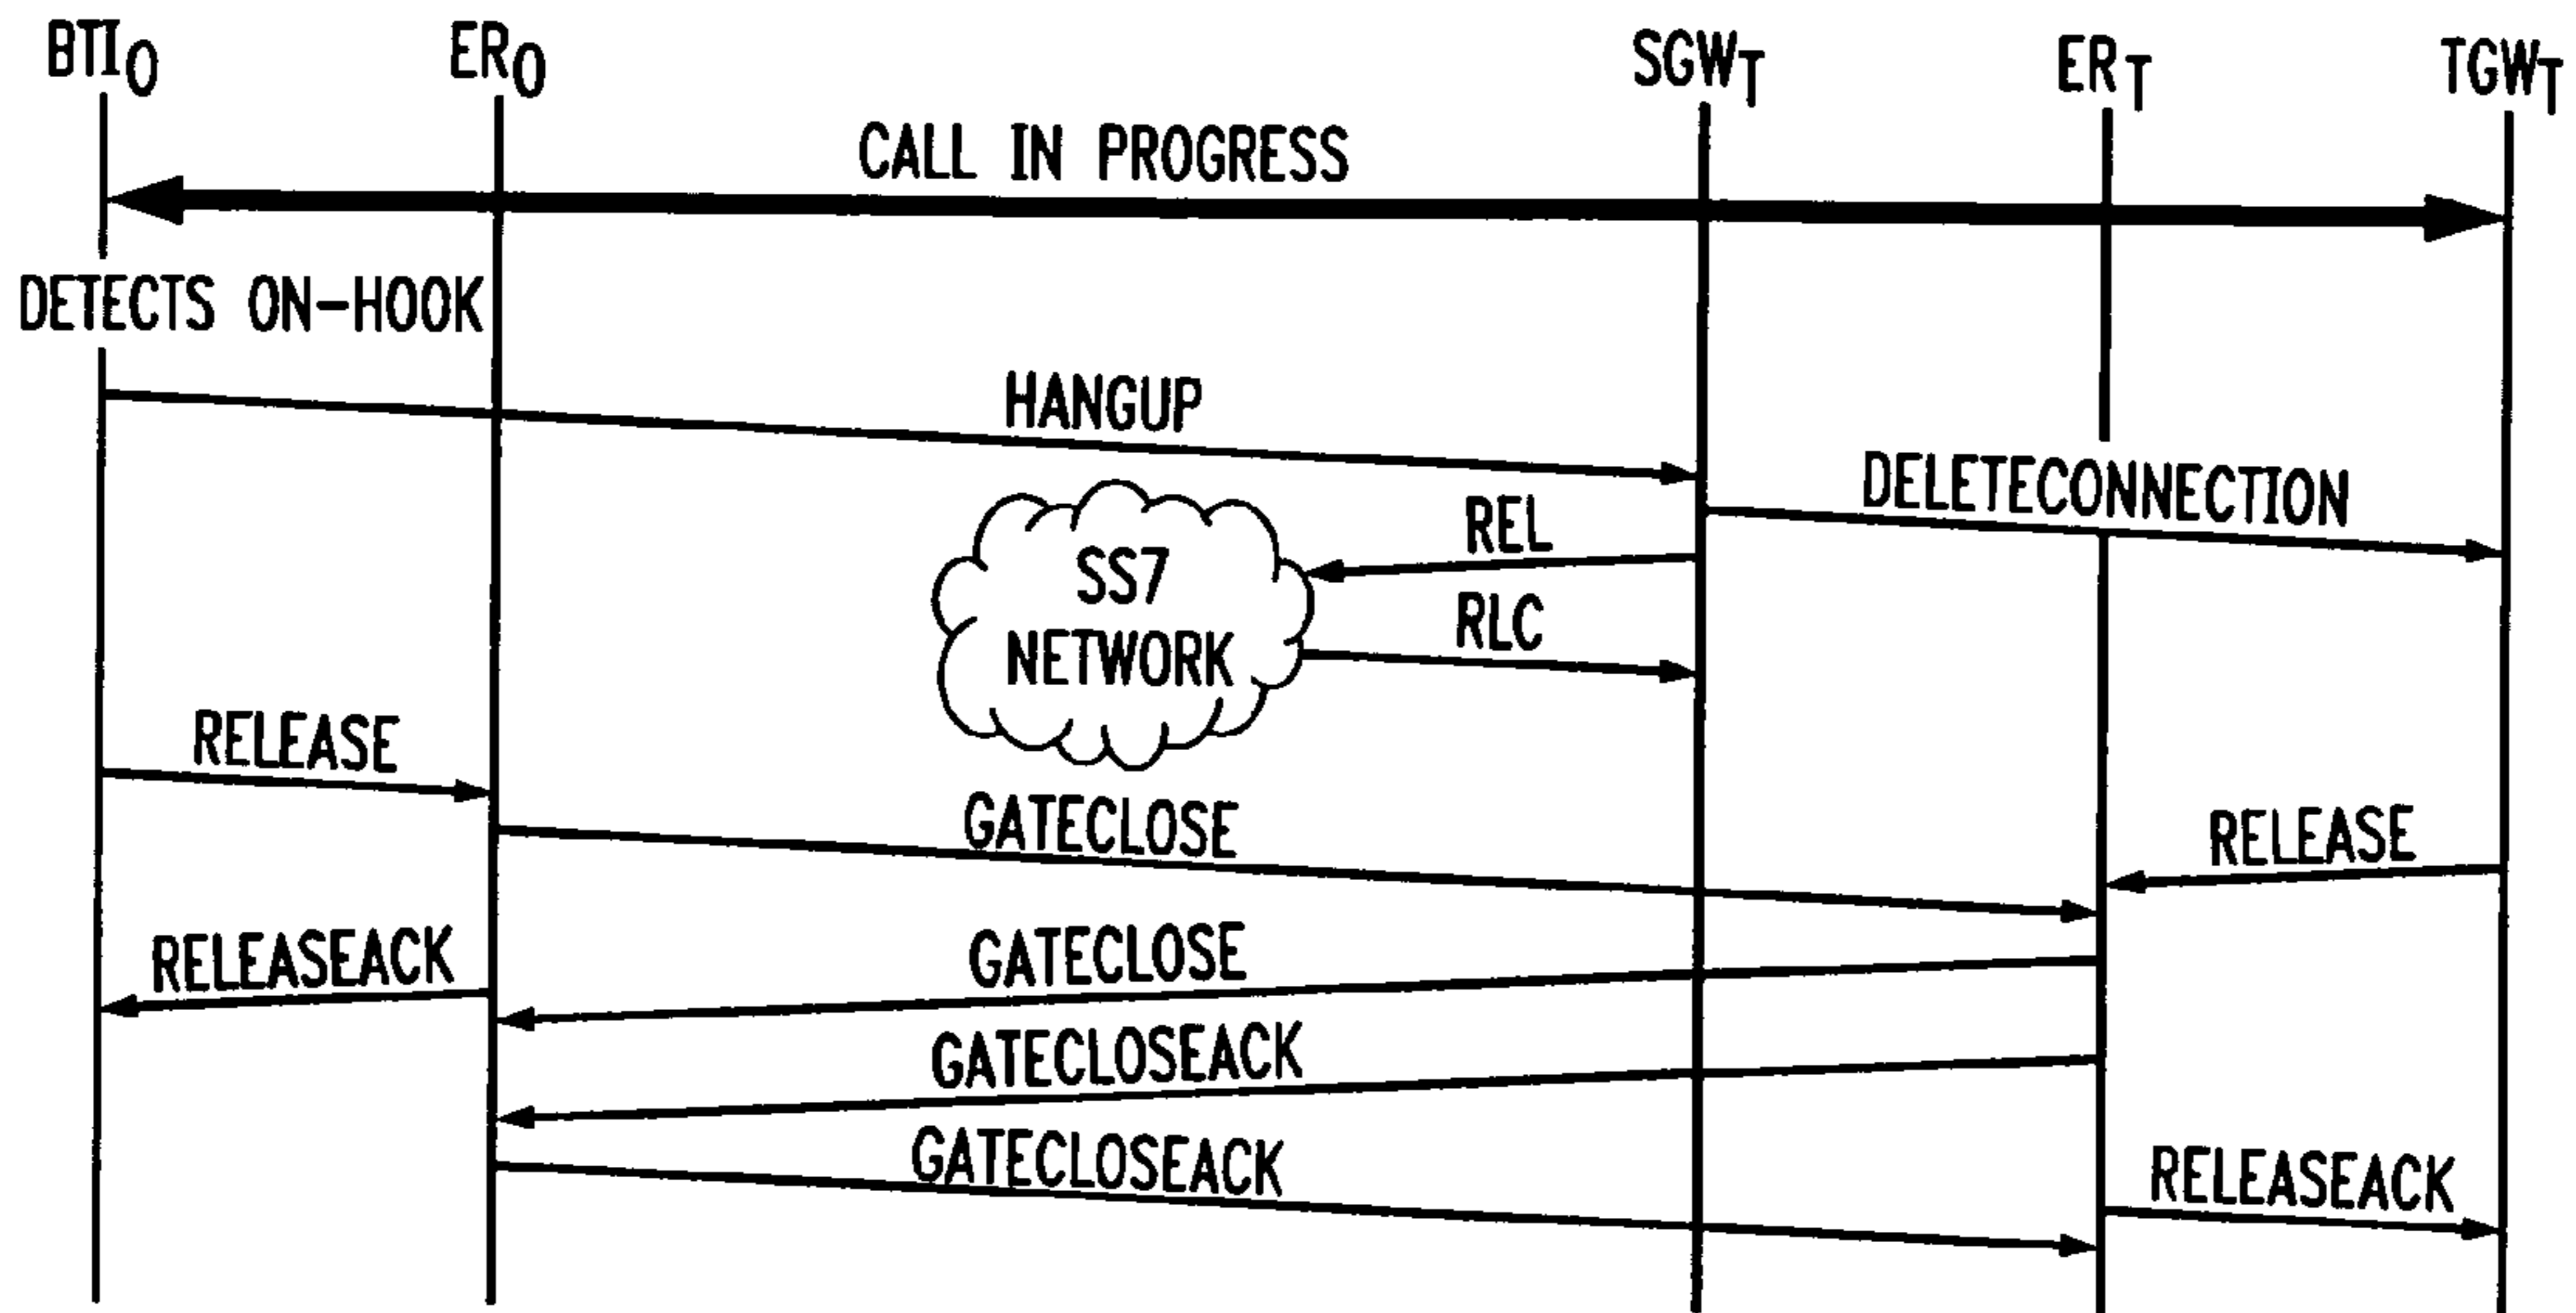 BTIO ERO SGWT ERT TGWT
CALL IN PROGRESS
DETECTS ON-HOOK
HANGUP
DELETECONNECTION
REL
SS7
NETWORK
RLC
RELEASE
GATECLOSE
RELEASE
RELEASEACK
GATECLOSE
GATECLOSEACK
GATECLOSEACK
RELEASEACK